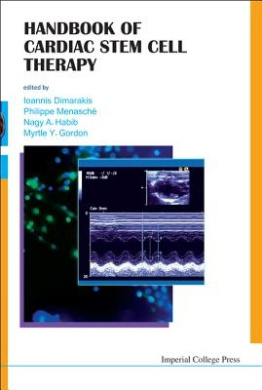 HANDBOOK OF
CARDIAC STEM CELL
THERAPY
edited by
Ioannis Dimarakis
Philippe Menasché
Nagy A. Habib
Myrtle Y. Gordon
Imperial College Press